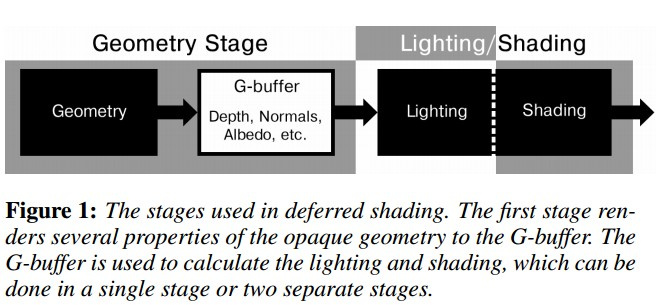 Geometry Stage
Lighting/Shading
Geometry
G-buffer
Depth, Normals,
Albedo, etc.
Lighting
Shading
Figure 1: The stages used in deferred shading. The first stage ren-
ders several properties of the opaque geometry to the G-buffer. The
G-buffer is used to calculate the lighting and shading, which can be
done in a single stage or two separate stages.